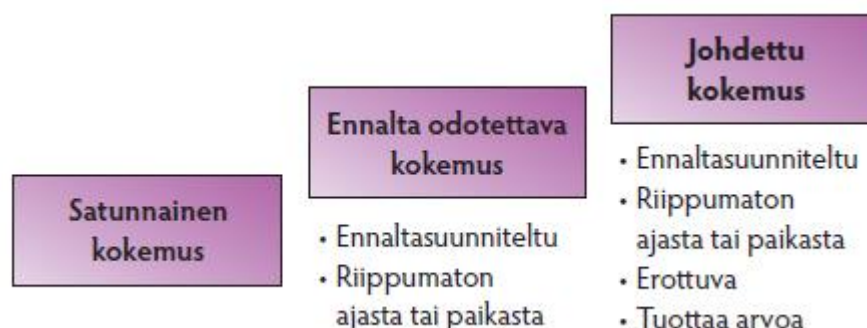 Satunnainen
kokemus
Ennalta odotettava
kokemus
• Ennaltasuunniteltu
• Riippumaton
ajasta tai paikasta
Johdettu
kokemus
• Ennaltasuunniteltu
• Riippumaton
ajasta tai paikasta
• Erottuva
• Tuottaa arvoa